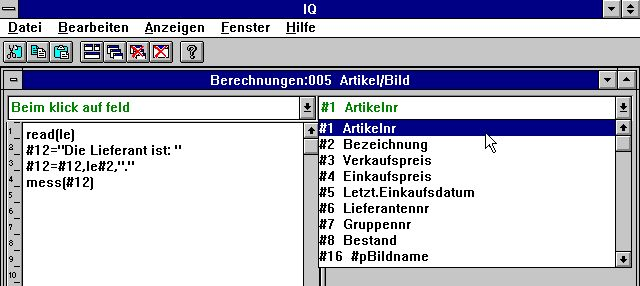 IQ
Datei Bearbeiten Anzeigen Fenster Hilfe
?
Berechnungen:005 Artikel/Bild
Beim klick auf feld
#1 Artikelnr
1 read(le)
2 #12="Die Lieferant ist: "
3 #12=#12,le#2,"."
4 mess(#12)
5
6
7
8
9
10
#1 Artikelnr
#2 Bezeichnung
#3 Verkaufspreis
#4 Einkaufspreis
#5 Letzt.Einkaufsdatum
#6 Lieferantennr
#7 Gruppennr
#8 Bestand
#16 #pBildname